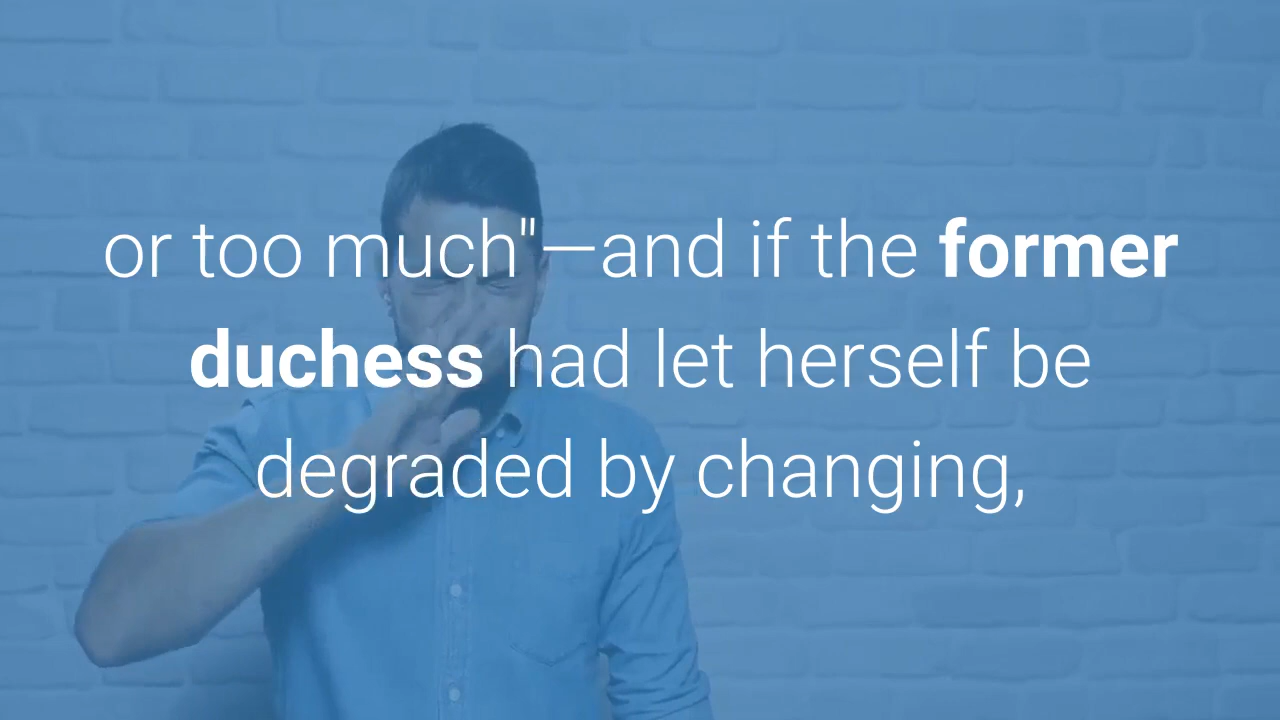 or too much"—and if the former
duchess had let herself be
degraded by changing,